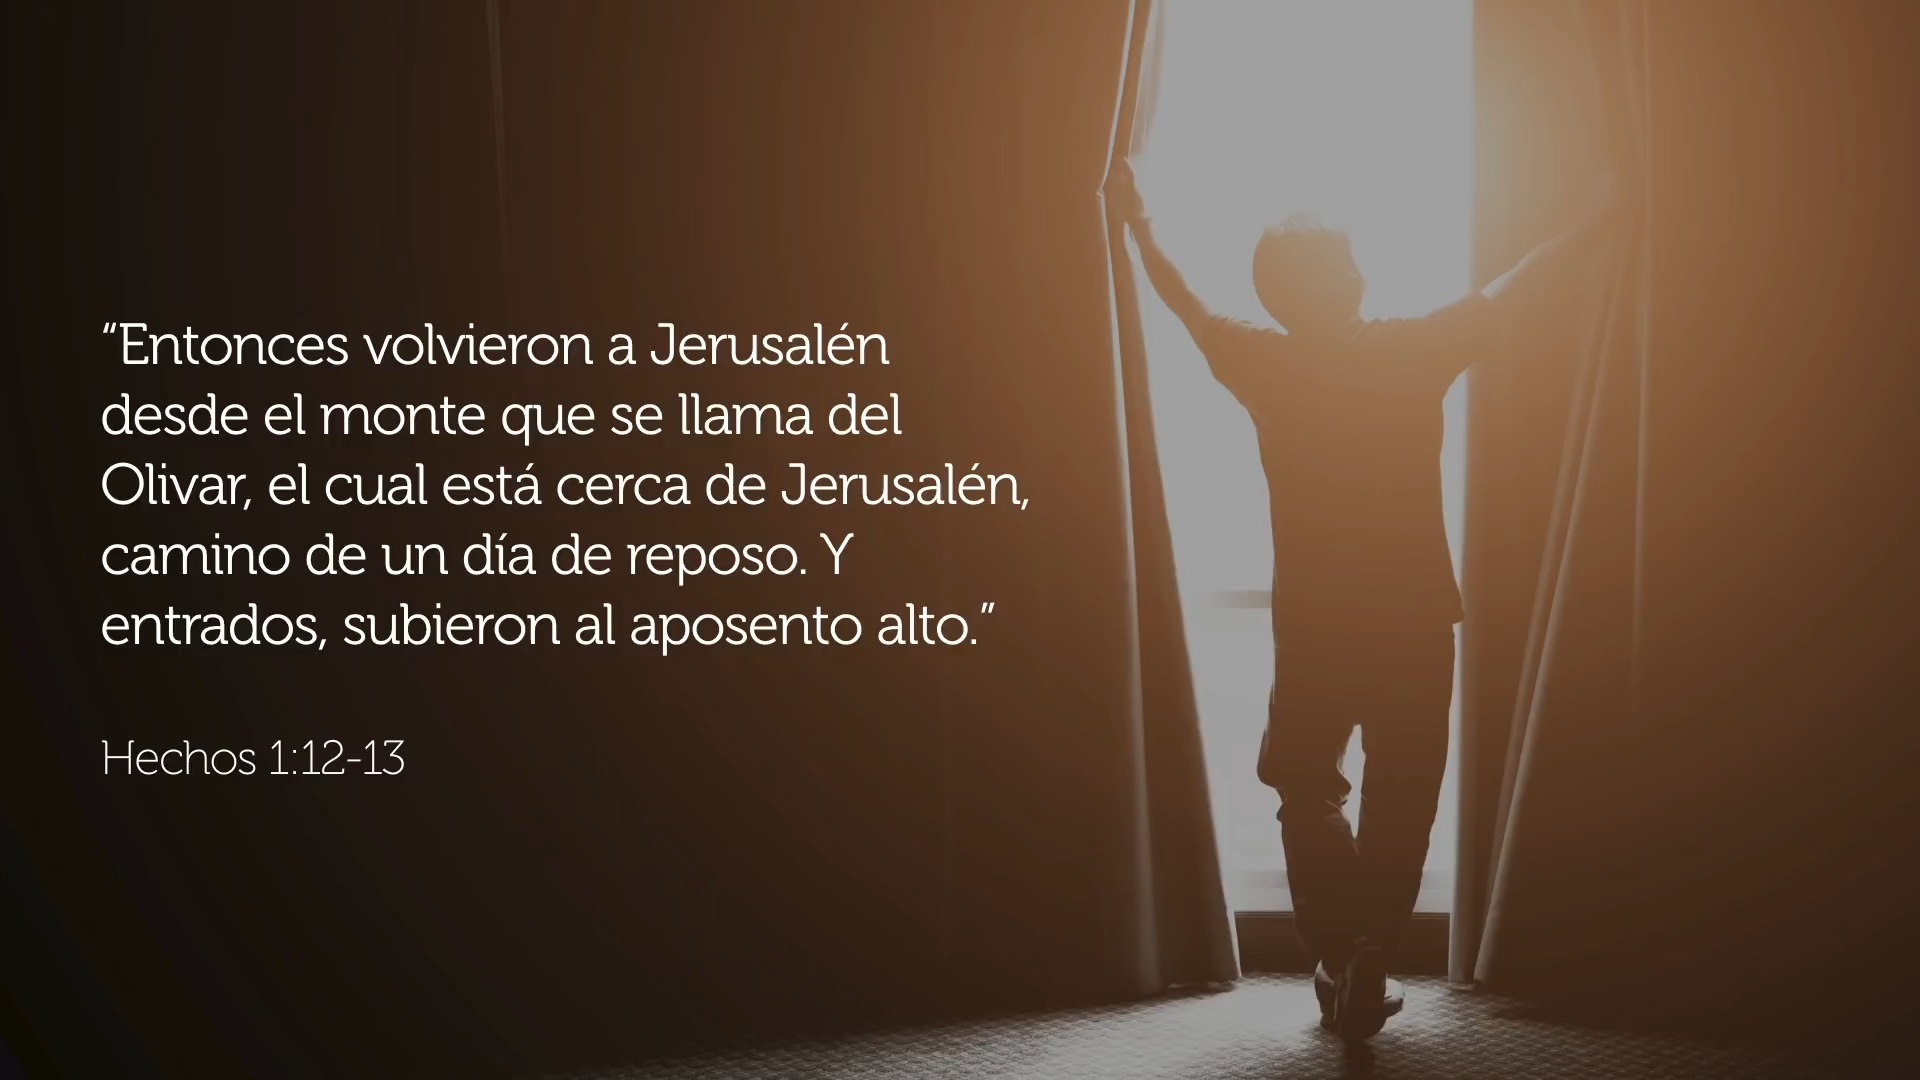 “Entonces volvieron a Jerusalén
desde el monte que se llama del
Olivar, el cual está cerca de Jerusalén,
camino de un día de reposo. Y
entrados, subieron al aposento alto.”
Hechos 1:12-13